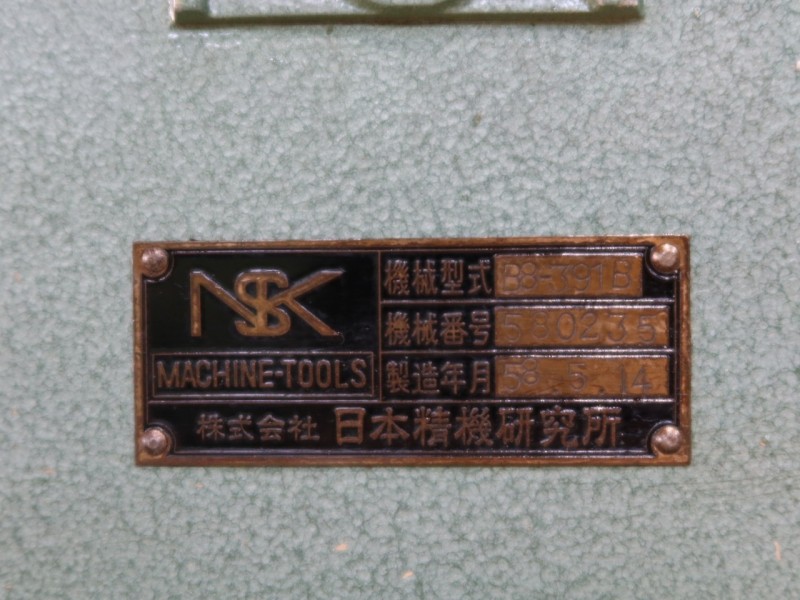 NSK
MACHINE-TOOLS
機械型式 B8-391B
機械番号 580235
製造年月 58 5 14
株式会社 日本精機研究所